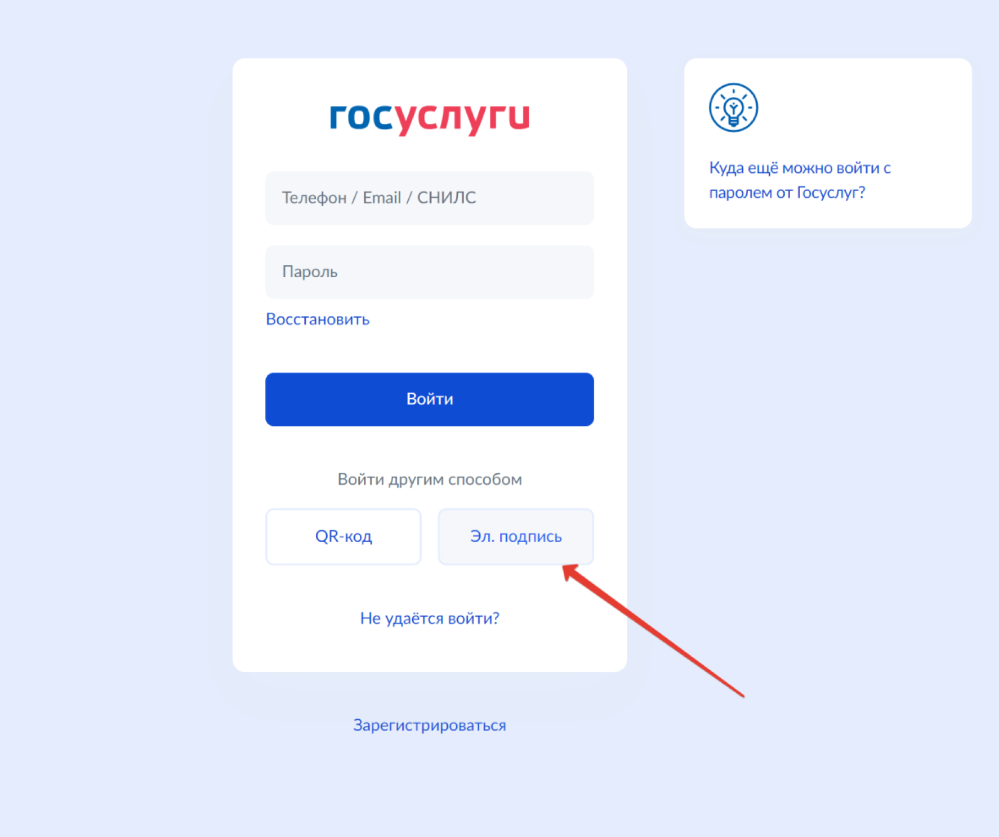 госуслуги
Телефон / Email / СНИЛС
Пароль
Восстановить
Войти
Войти другим способом
QR-код
Эл. подпись
Не удаётся войти?
Зарегистрироваться
Куда ещё можно войти с
паролем от Госуслуг?